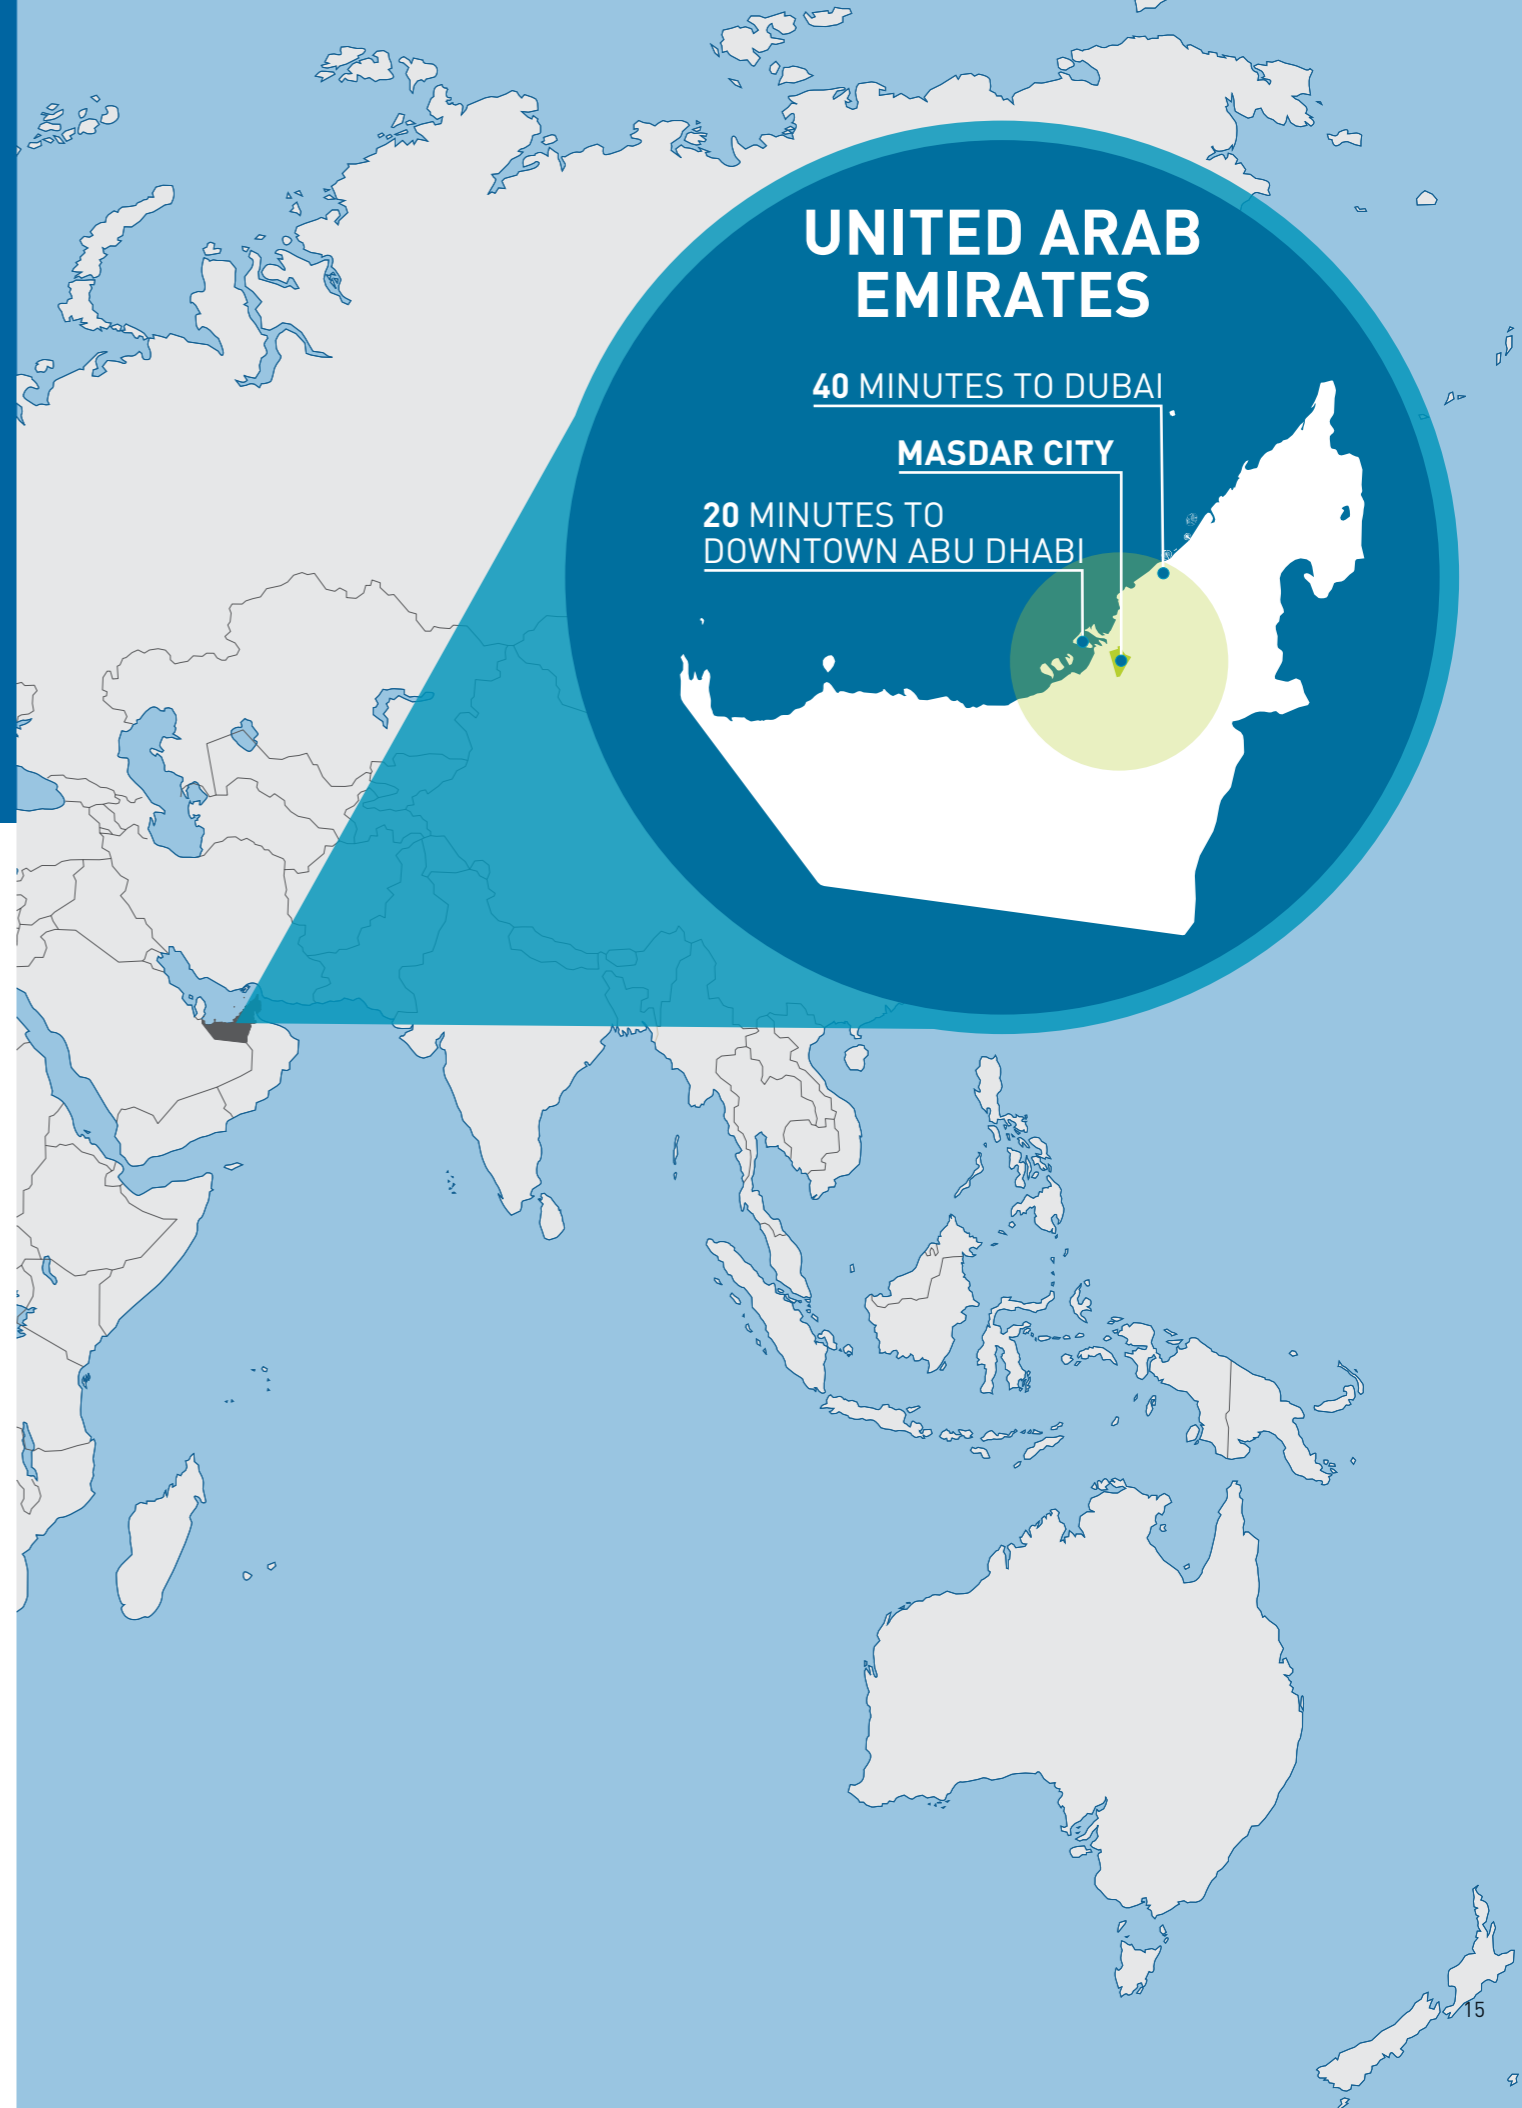 UNITED ARAB
EMIRATES
40 MINUTES TO DUBAI
MASDAR CITY
20 MINUTES TO
DOWNTOWN ABU DHABI
15